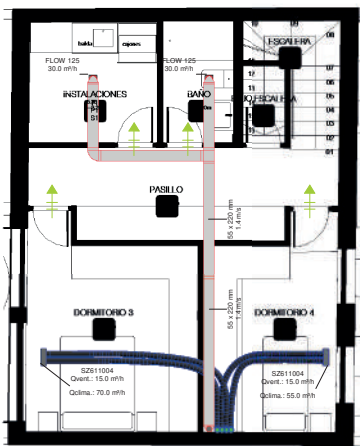 ESCALERA
balda
cajones
FLOW 125
30.0 m³/h
FLOW 125
30.0 m³/h
INSTALACIONES
BAÑO
ESCALERA
PASILLO
55 x 220 mm
1.4 m/s
55 x 220 mm
1.4 m/s
DORMITORIO 3
DORMITORIO 4
SZ611004
Qvent.: 15.0 m³/h
Qclima.: 70.0 m³/h
SZ611004
Qvent.: 15.0 m³/h
Qclima.: 55.0 m³/h